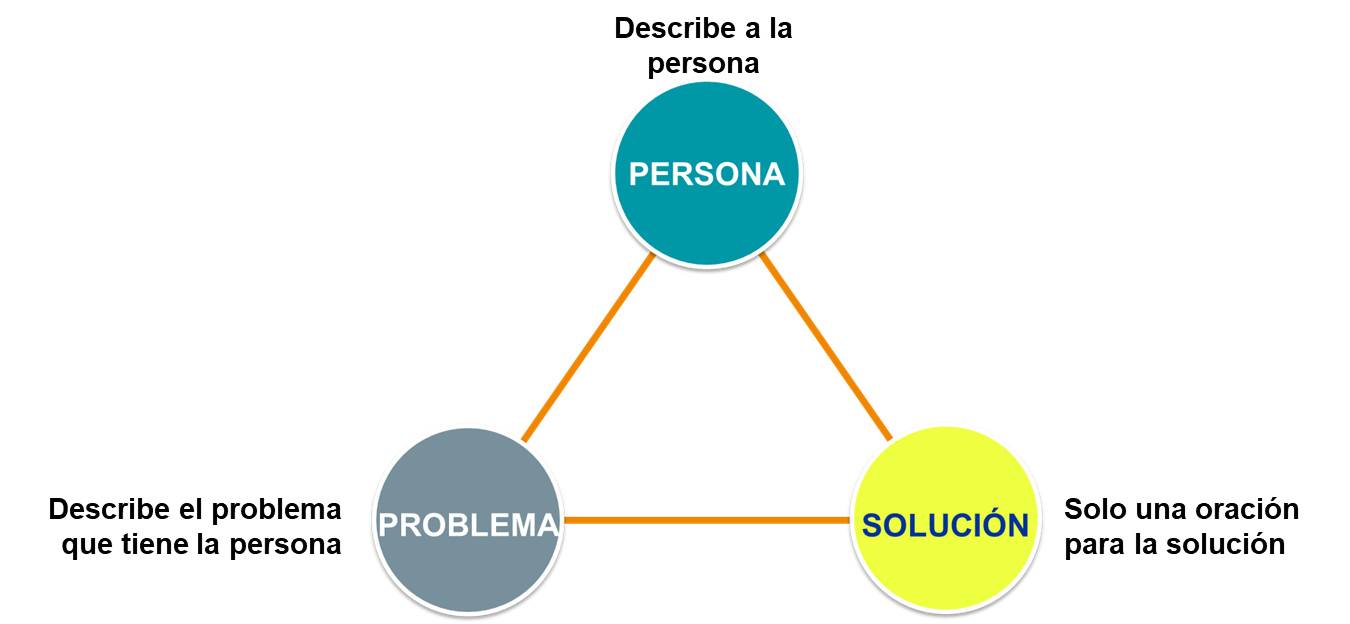 Describe a la
persona
PERSONA
Describe el problema
que tiene la persona
PROBLEMA
SOLUCIÓN
Solo una oración
para la solución